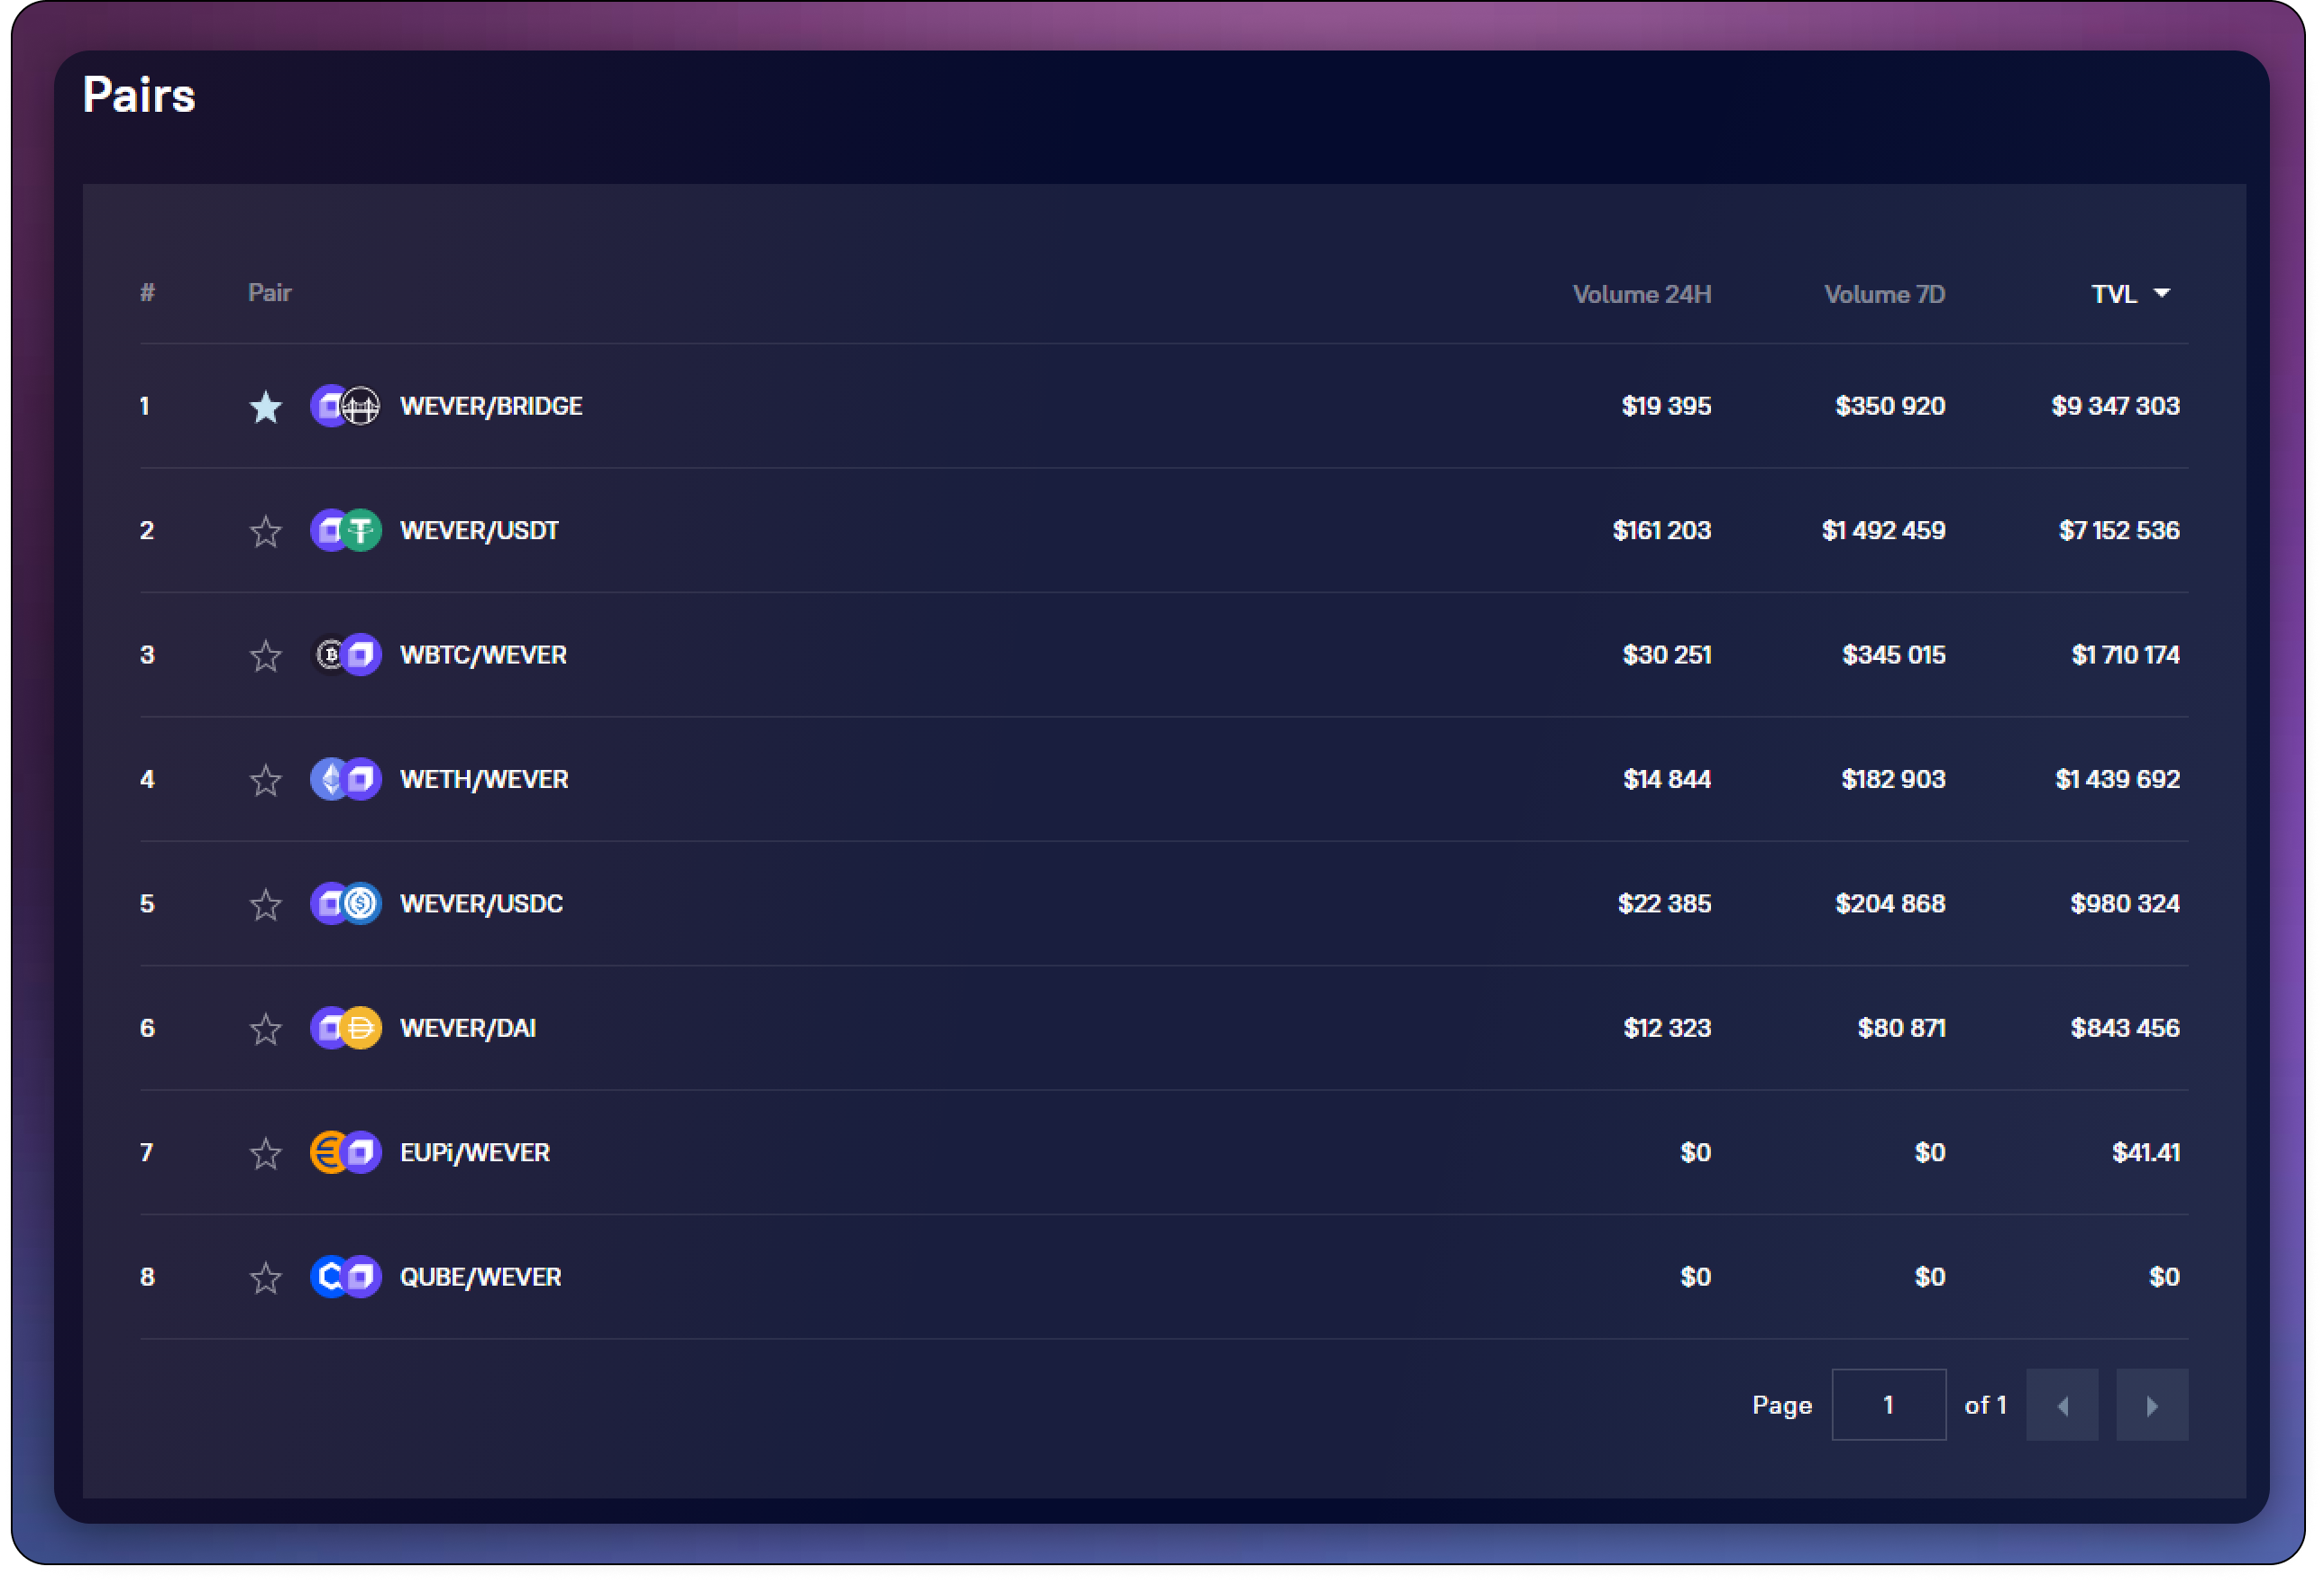 Pairs
# Pair Volume 24H Volume 7D TVL
1 WEVER/BRIDGE $19 395 $350 920 $9 347 303
2 WEVER/USDT $161 203 $1 492 459 $7 152 536
3 WBTC/WEVER $30 251 $345 015 $1 710 174
4 WETH/WEVER $14 844 $182 903 $1 439 692
5 WEVER/USDC $22 385 $204 868 $980 324
6 WEVER/DAI $12 323 $80 871 $843 456
7 EUPi/WEVER $0 $0 $41.41
8 QUBE/WEVER $0 $0 $0
Page 1 of 1